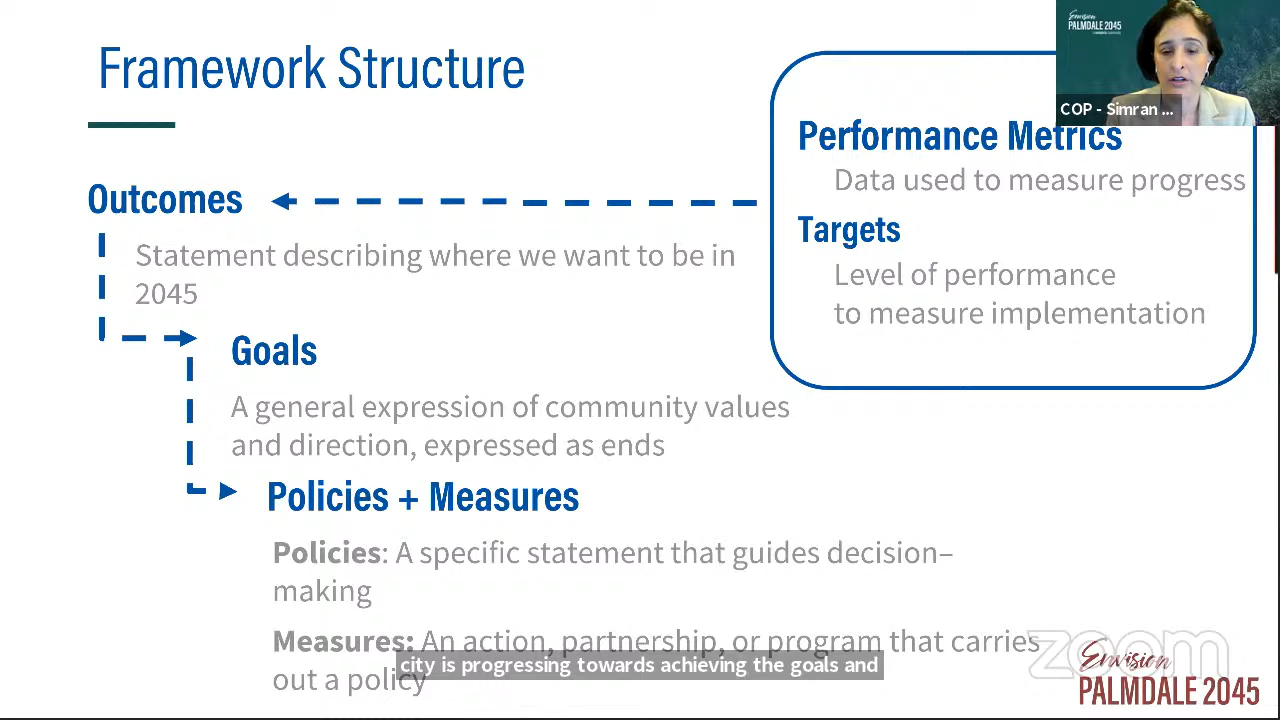 Framework Structure
Envision
PALMDALE 2045
COP - Simran ...
Performance Metrics
Data used to measure progress
Targets
Level of performance
to measure implementation
Outcomes
Statement describing where we want to be in
2045
Goals
A general expression of community values
and direction, expressed as ends
Policies + Measures
Policies: A specific statement that guides decision–
making
Measures: An action, partnership, or program that carries
out a policy
city is progressing towards achieving the goals and
zoom
Envision
PALMDALE 2045